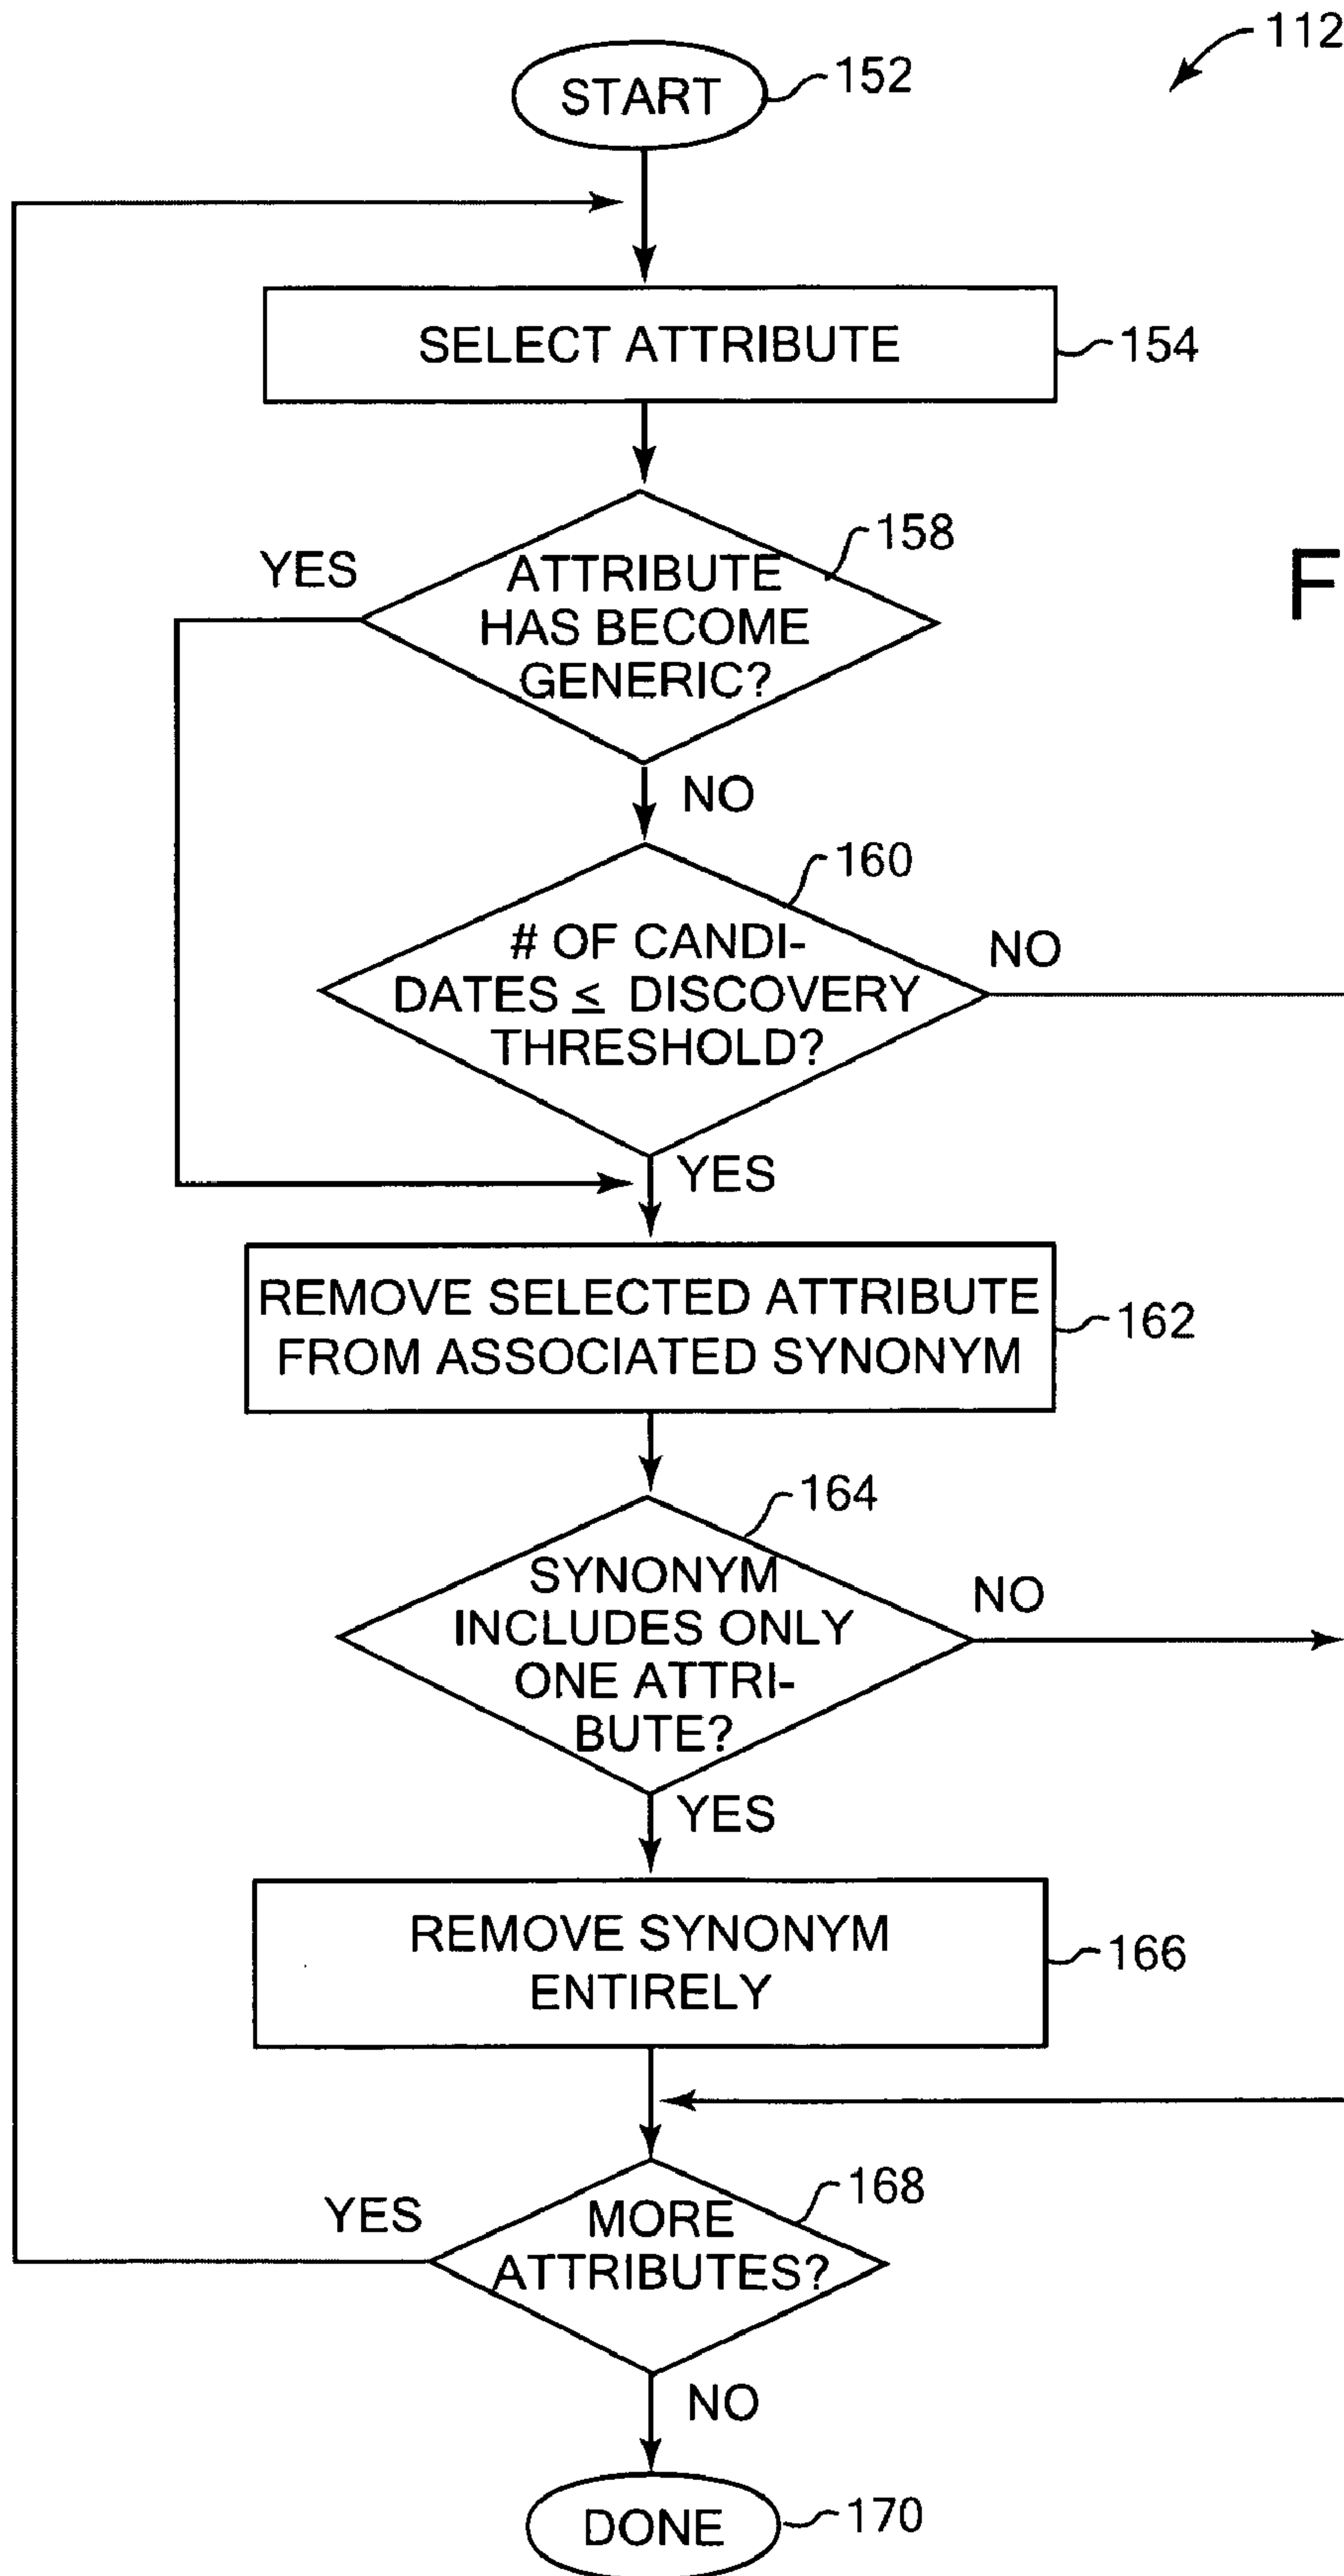 112
START
152
SELECT ATTRIBUTE
154
158
YES
ATTRIBUTE
HAS BECOME
GENERIC?
F
NO
160
# OF CANDI-
DATES ≤ DISCOVERY
THRESHOLD?
NO
YES
REMOVE SELECTED ATTRIBUTE
FROM ASSOCIATED SYNONYM
162
164
SYNONYM
INCLUDES ONLY
ONE ATTRI-
BUTE?
NO
YES
REMOVE SYNONYM
ENTIRELY
166
168
YES
MORE
ATTRIBUTES?
NO
DONE
170